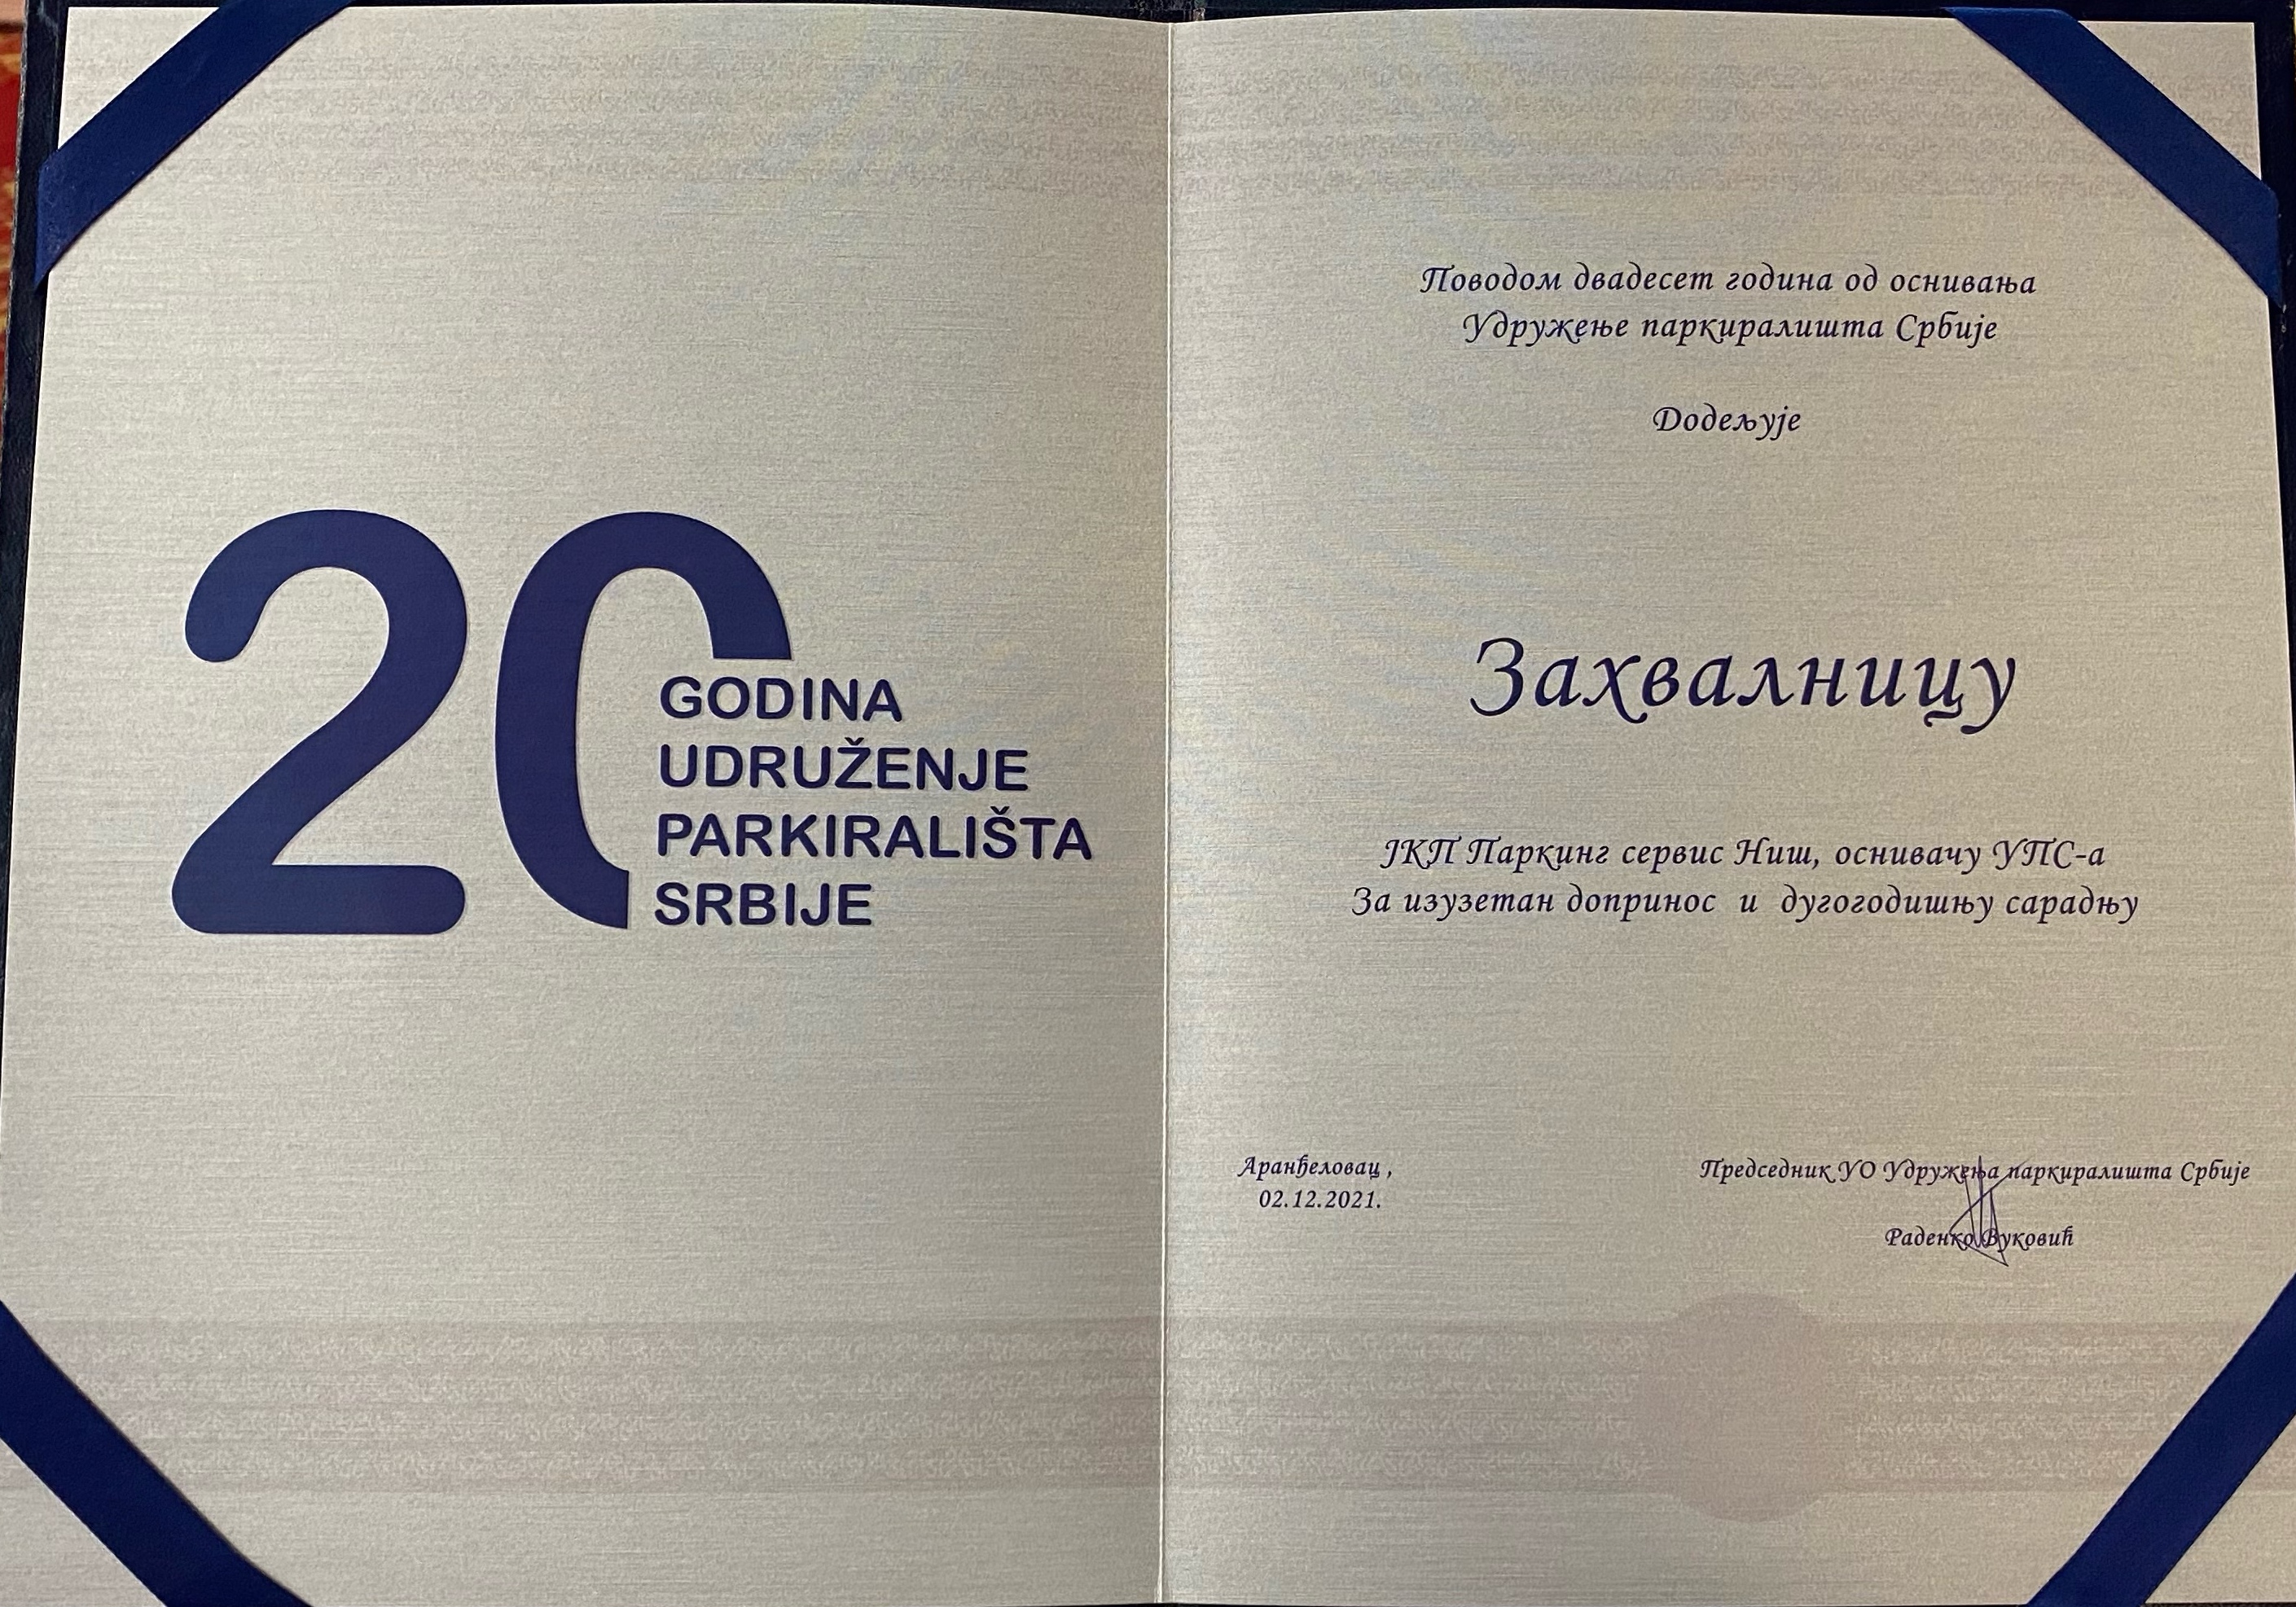 20
GODINA
UDRUŽENJE
PARKIRALIŠTA
SRBIJE
Поводом двадесет година од оснивања
Удружење паркиралишта Србије
Додељује
Захвалницу
ЈКП Паркинг сервис Ниш, оснивачу УПС-а
За изузетан допринос и дугогодишњу сарадњу
Аранђеловац ,
02.12.2021.
Председник УО Удружења паркиралишта Србије
Раденко Вуковић